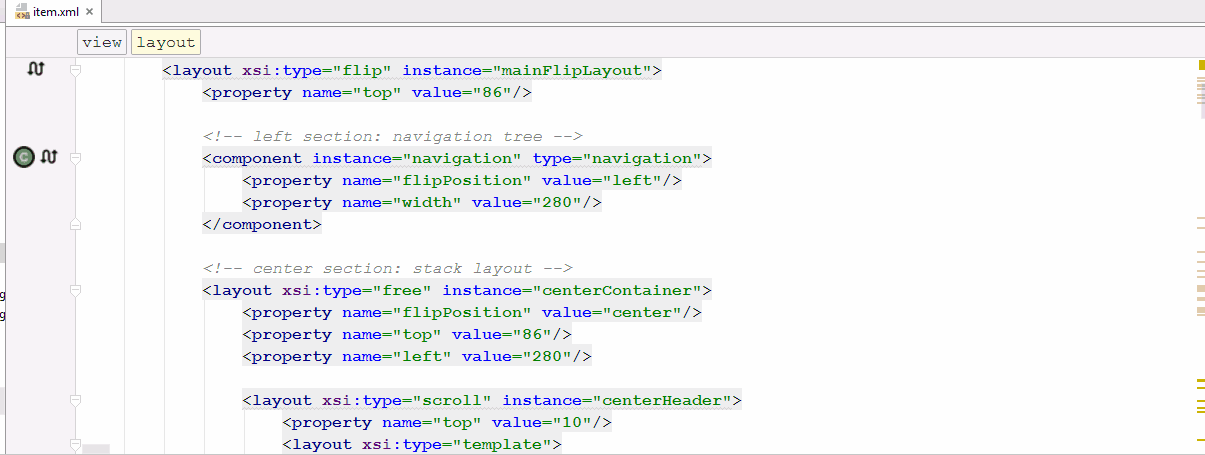 item.xml
view layout
<layout xsi:type="flip" instance="mainFlipLayout">
<property name="top" value="86"/>
<!-- left section: navigation tree -->
C
<component instance="navigation" type="navigation">
<property name="flipPosition" value="left"/>
<property name="width" value="280"/>
</component>
<!-- center section: stack layout -->
<layout xsi:type="free" instance="centerContainer">
g
<property name="flipPosition" value="center"/>
g
<property name="top" value="86"/>
<property name="left" value="280"/>
<layout xsi:type="scroll" instance="centerHeader">
<property name="top" value="10"/>
<layout xsi:type="template">